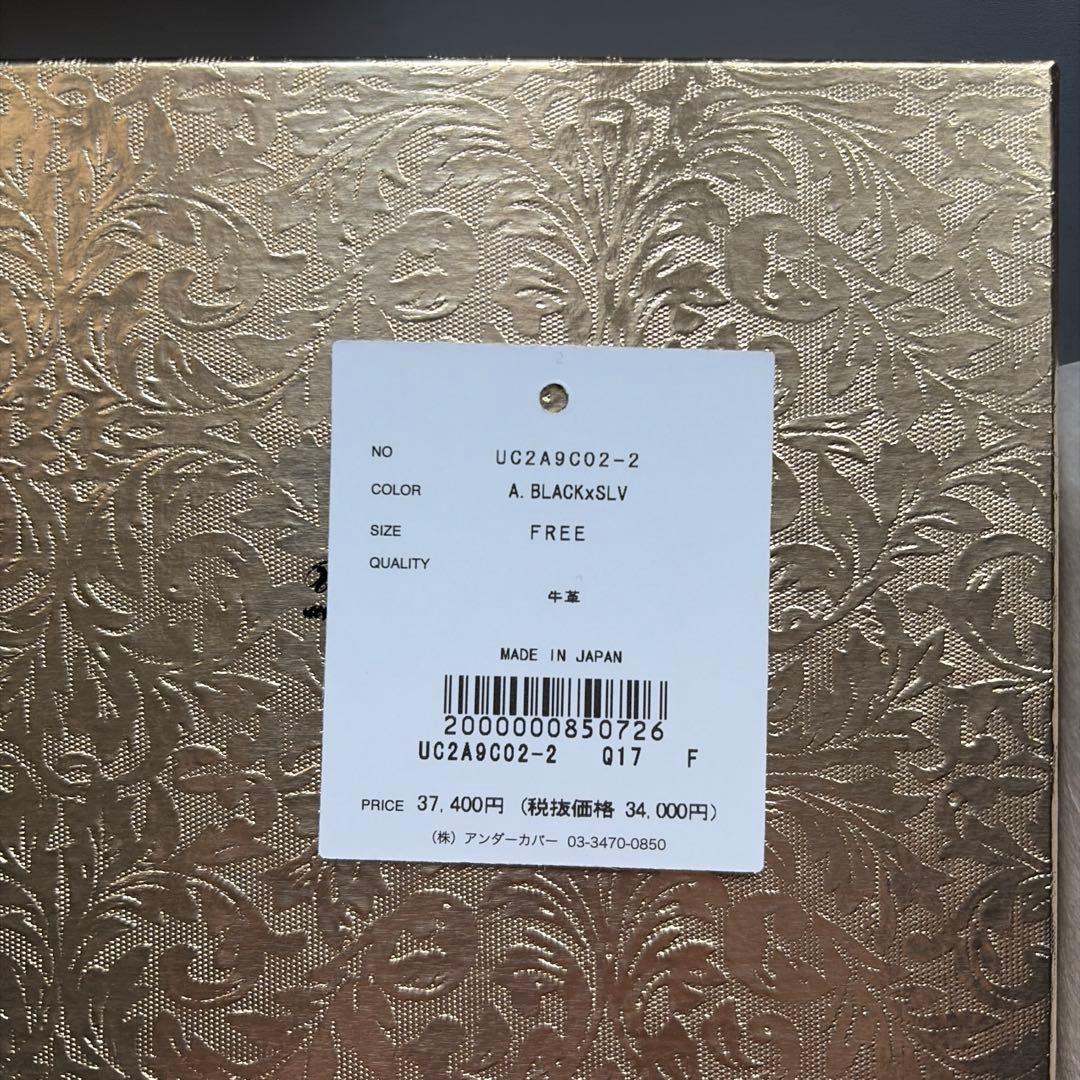 NO UC2A9C02-2
COLOR A. BLACKxSLV
SIZE FREE
QUALITY
牛革
MADE IN JAPAN
2000000850726
UC2A9C02-2 Q17 F
PRICE 37,400円 (税抜価格 34,000円)
(株) アンダーカバー 03-3470-0850